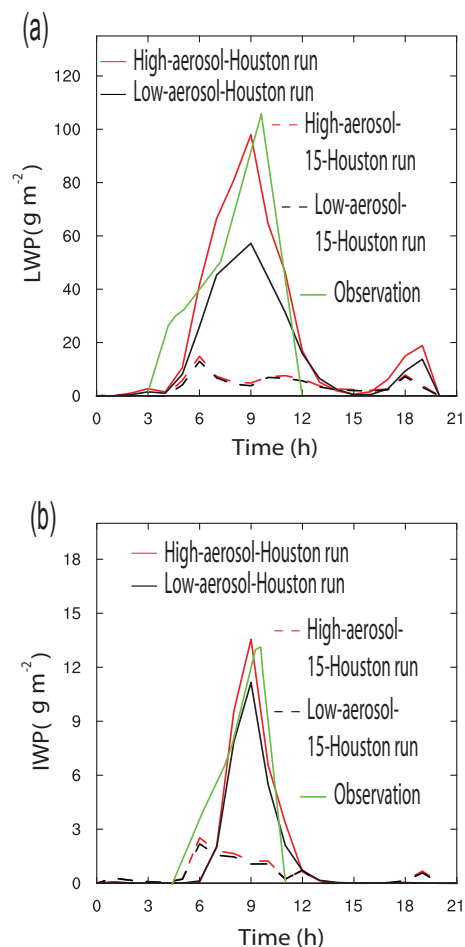 (a)
120
100
80
60
40
20
0
LWP(g m-2)
High-aerosol-Houston run
Low-aerosol-Houston run
High-aerosol-
15-Houston run
Low-aerosol-
15-Houston run
Observation
0 3 6 9 12 15 18 21
Time (h)
(b)
18
15
12
9
6
3
0
IWP( g m-2)
High-aerosol-Houston run
Low-aerosol-Houston run
High-aerosol-
15-Houston run
Low-aerosol-
15-Houston run
Observation
0 3 6 9 12 15 18 21
Time (h)